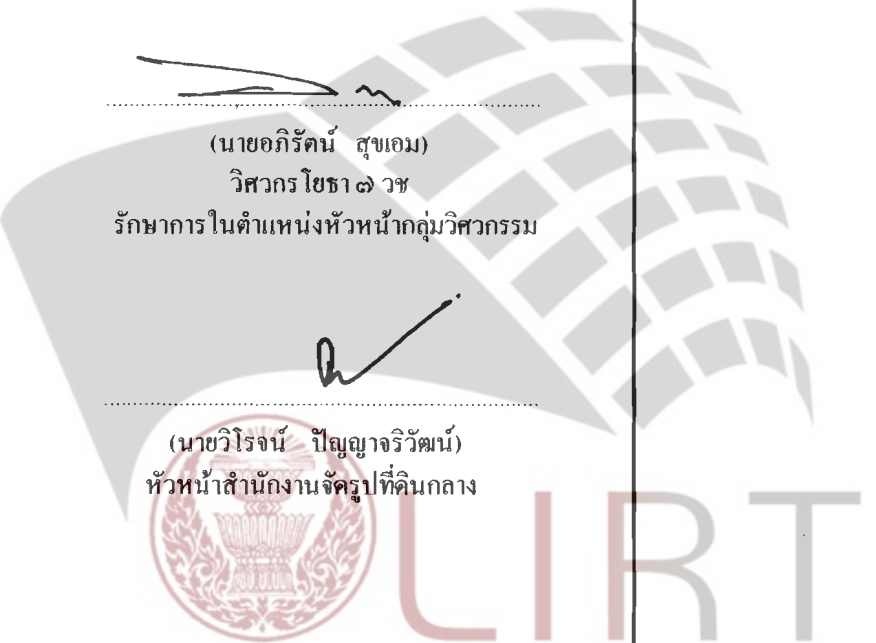 (นายอภิรัตน์ สุขเอม)
วิศวกรโยธา ๗ วช
รักษาการในตำแหน่งหัวหน้ากลุ่มวิศวกรรม
(นายวิโรจน์ ปัญญาจริวัฒน์)
หัวหน้าสำนักงานจัดรูปที่ดินกลาง
LIRT